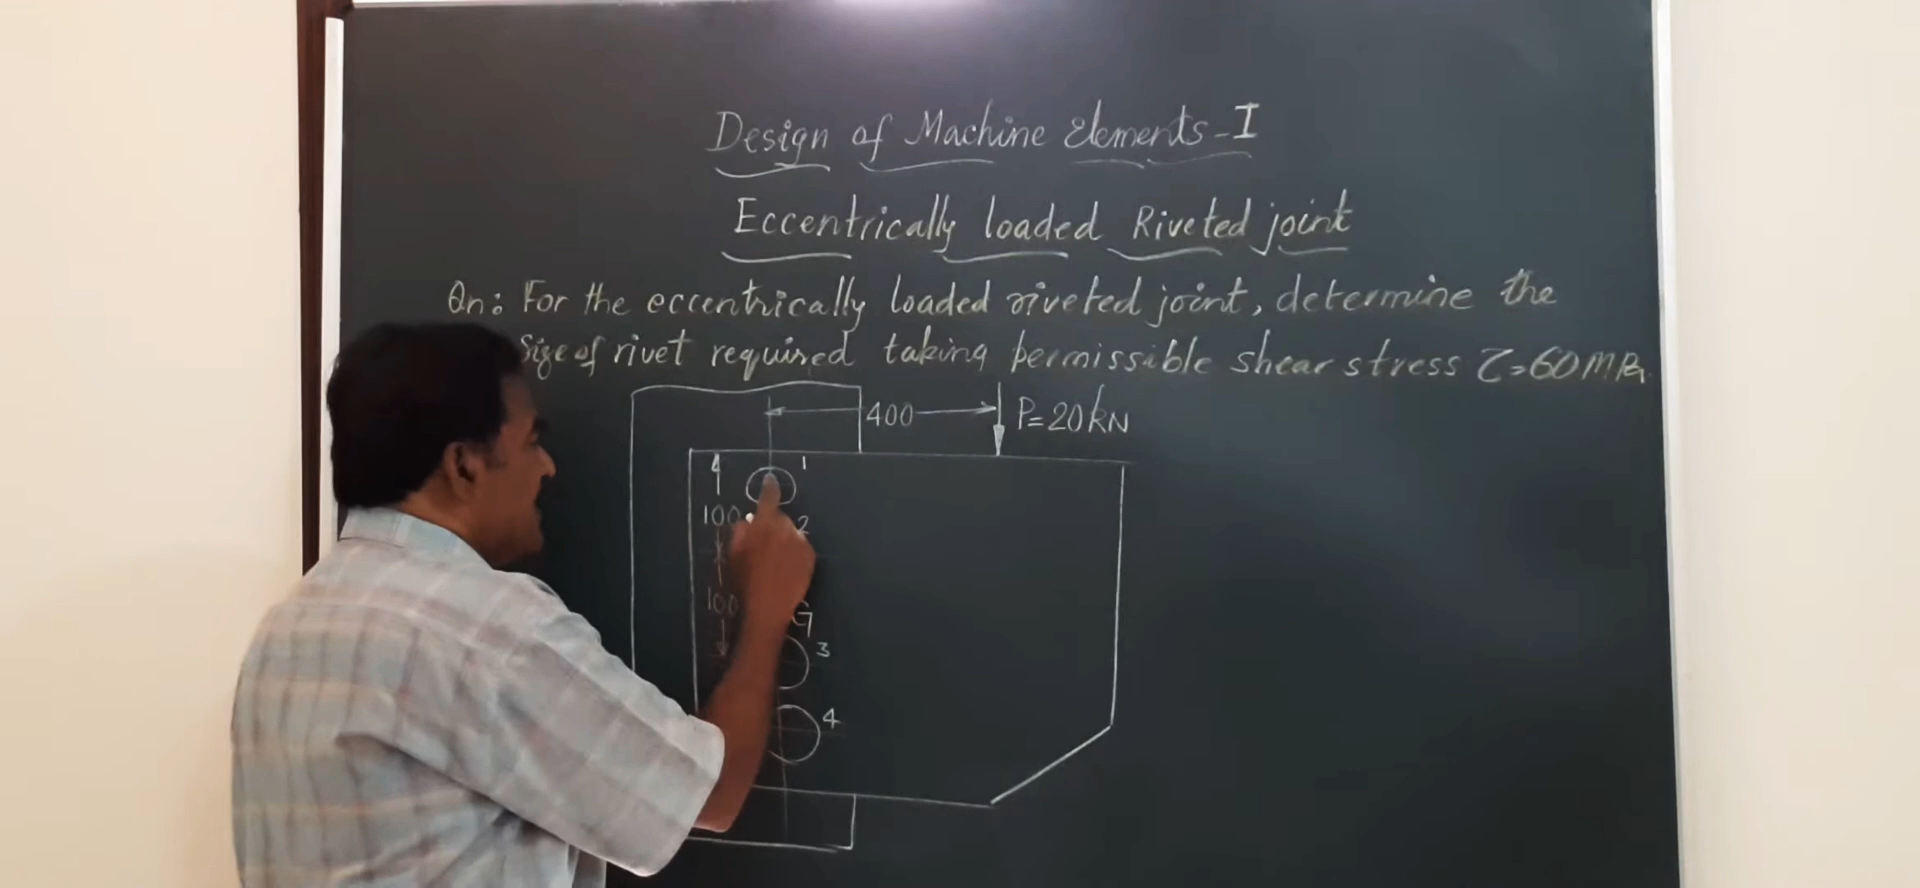 Design of Machine Elements-I
Eccentrically loaded Riveted joint
Qn: For the eccentrically loaded riveted joint, determine the
Size of rivet required taking permissible shear stress τ=60MPa
400
P=20kN
1
100
2
100
G
3
4